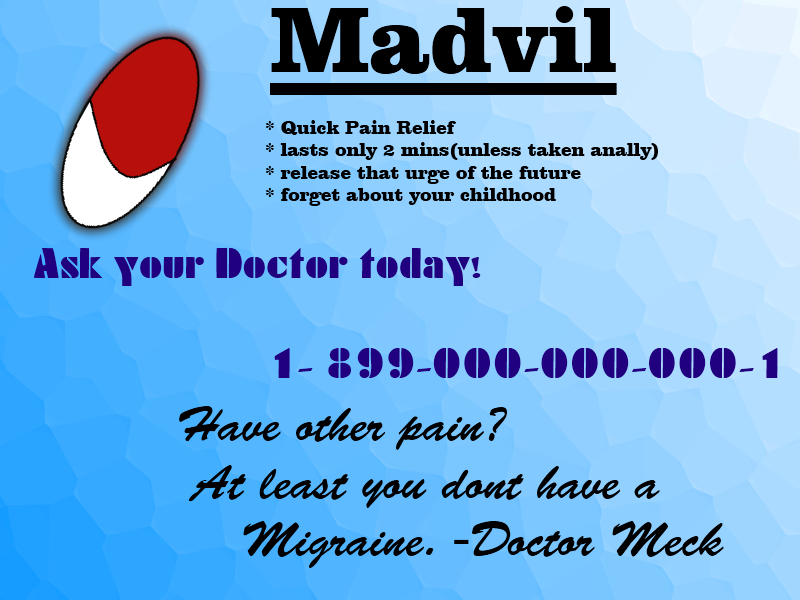 Madvil
* Quick Pain Relief
* lasts only 2 mins(unless taken anally)
* release that urge of the future
* forget about your childhood
Ask your Doctor today!
1- 899-000-000-000-1
Have other pain?
At least you dont have a
Migraine. -Doctor Meck